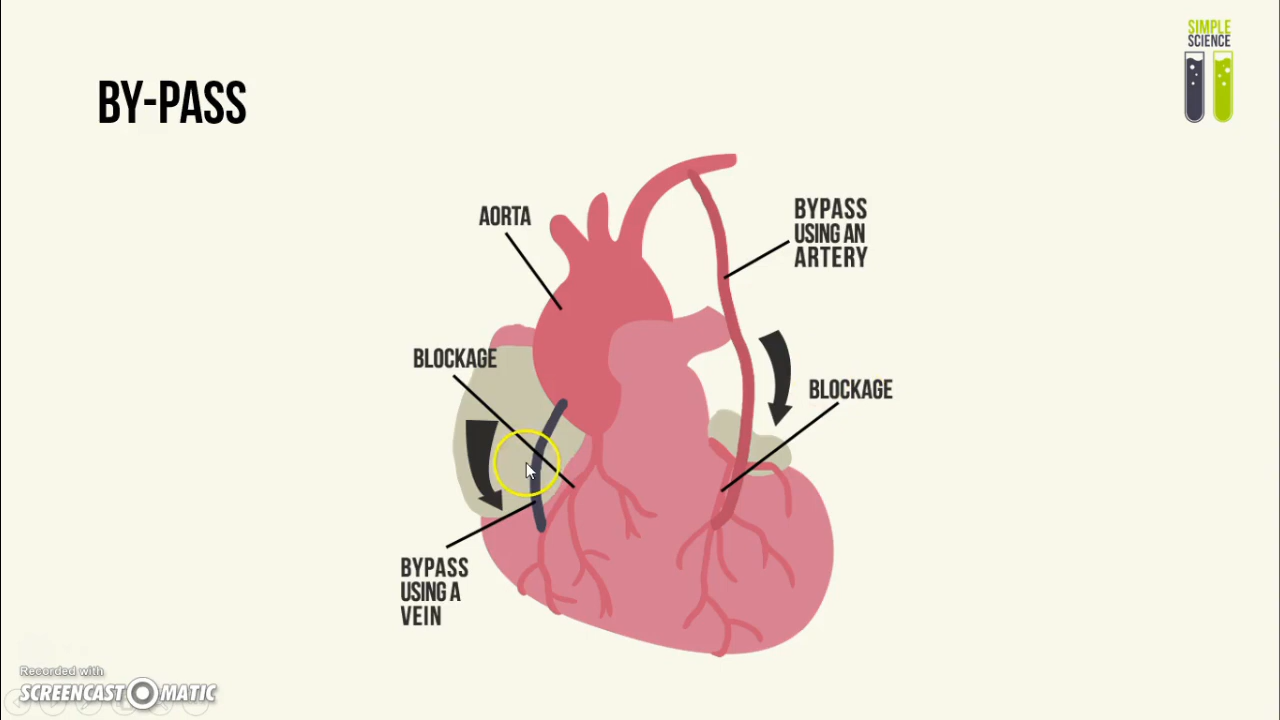 SIMPLE
SCIENCE
BY-PASS
AORTA
BYPASS
USING AN
ARTERY
BLOCKAGE
BLOCKAGE
BYPASS
USING A
VEIN
Recorded with
SCREENCAST MATIC